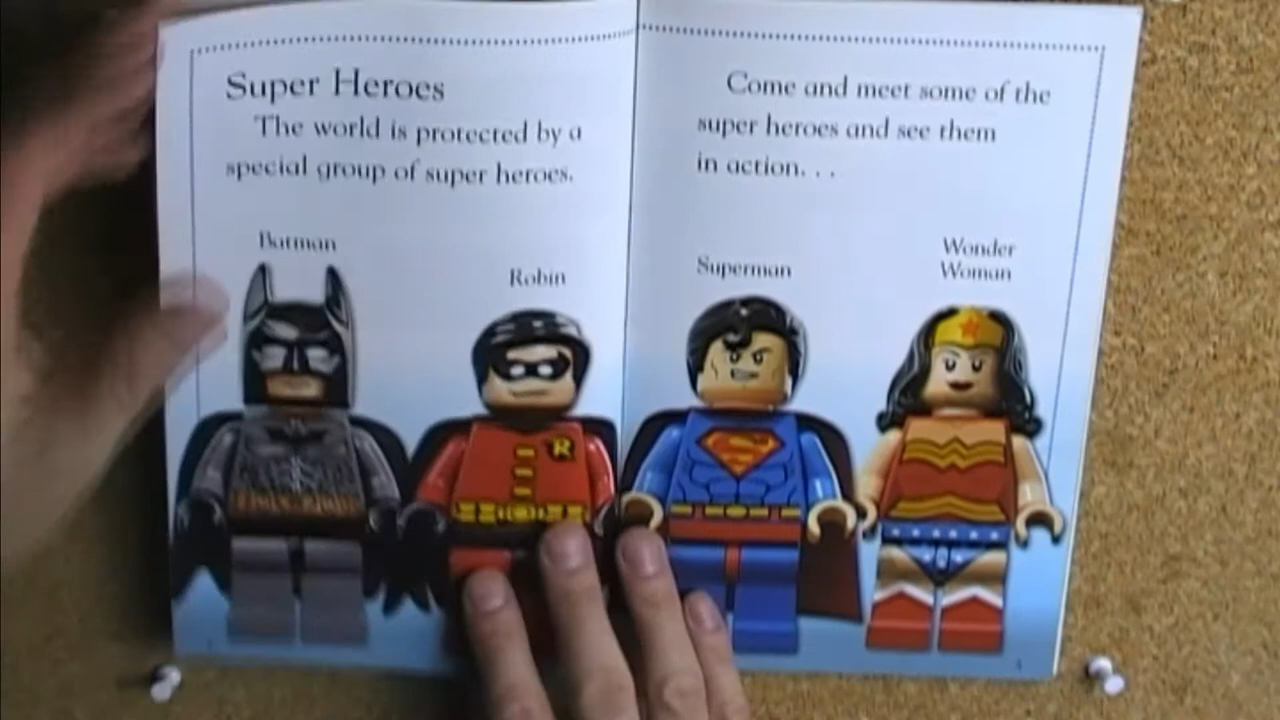 Super Heroes
The world is protected by a
special group of super heroes.
Batman
Robin
Come and meet some of the
super heroes and see them
in action. . .
Superman
Wonder
Woman
R
S